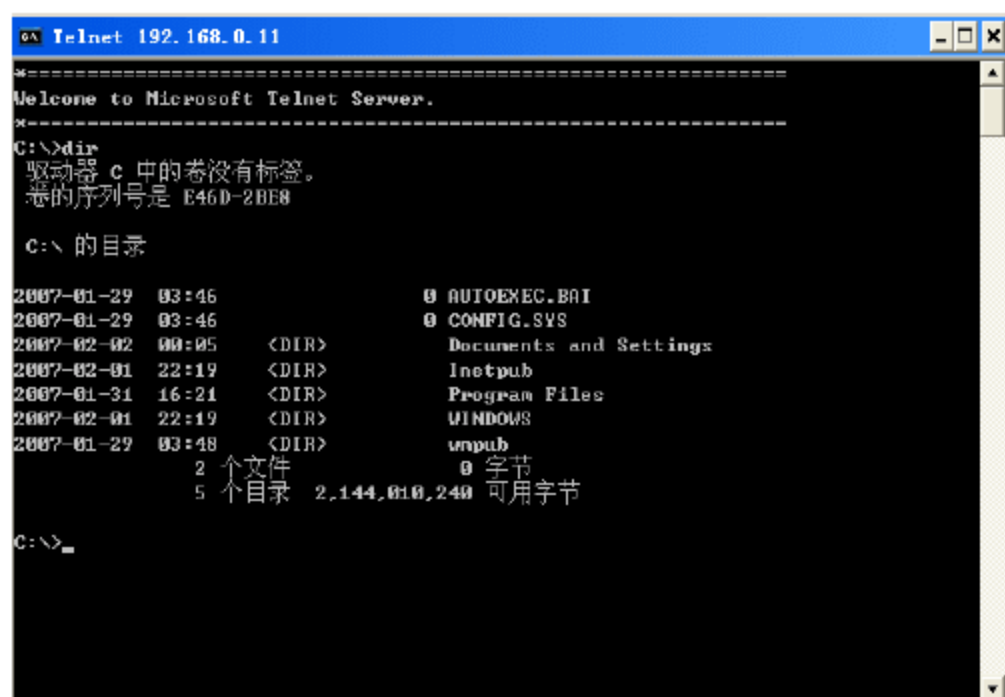 Telnet 192.168.0.11
*===============================================================
Welcome to Microsoft Telnet Server.
*===============================================================
C:\>dir
驱动器 C 中的卷没有标签。
卷的序列号是 E46D-2BE8
C:\ 的目录
2007-01-29 03:46 0 AUTOEXEC.BAT
2007-01-29 03:46 0 CONFIG.SYS
2007-02-02 00:05 <DIR> Documents and Settings
2007-02-01 22:19 <DIR> Inetpub
2007-01-31 16:21 <DIR> Program Files
2007-02-01 22:19 <DIR> WINDOWS
2007-01-29 03:48 <DIR> wmpub
2 个文件 0 字节
5 个目录 2,144,010,240 可用字节
C:\>_